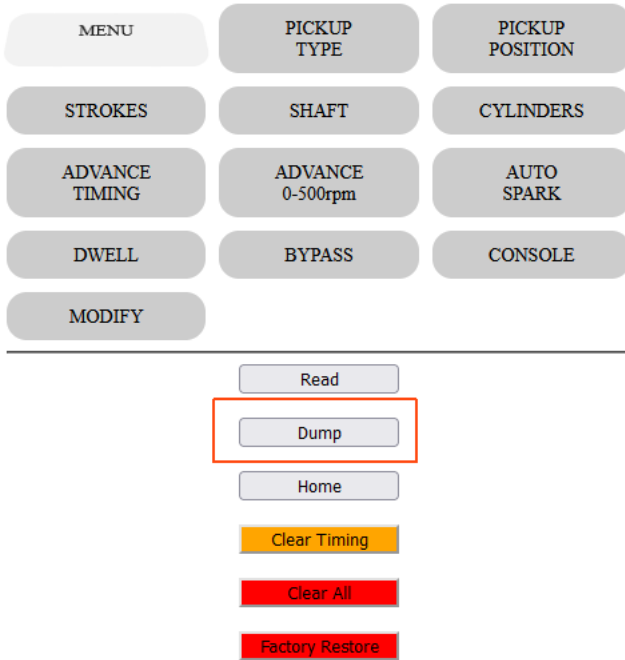 MENU
PICKUP
TYPE
PICKUP
POSITION
STROKES
SHAFT
CYLINDERS
ADVANCE
TIMING
ADVANCE
0-500rpm
AUTO
SPARK
DWELL
BYPASS
CONSOLE
MODIFY
Read
Dump
Home
Clear Timing
Clear All
Factory Restore